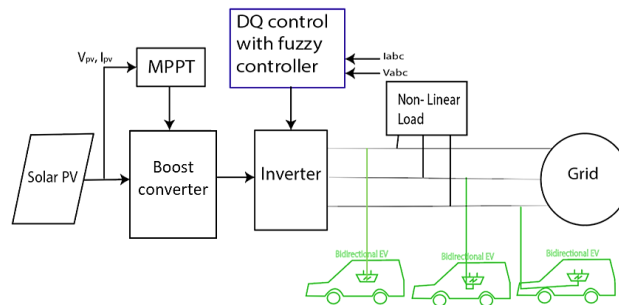 DQ control
with fuzzy
controller
Vpv, Ipv
MPPT
Iabc
Vabc
Non- Linear
Load
Solar PV
Boost
converter
Inverter
Grid
Bidirectional EV
Bidirectional EV
Bidirectional EV